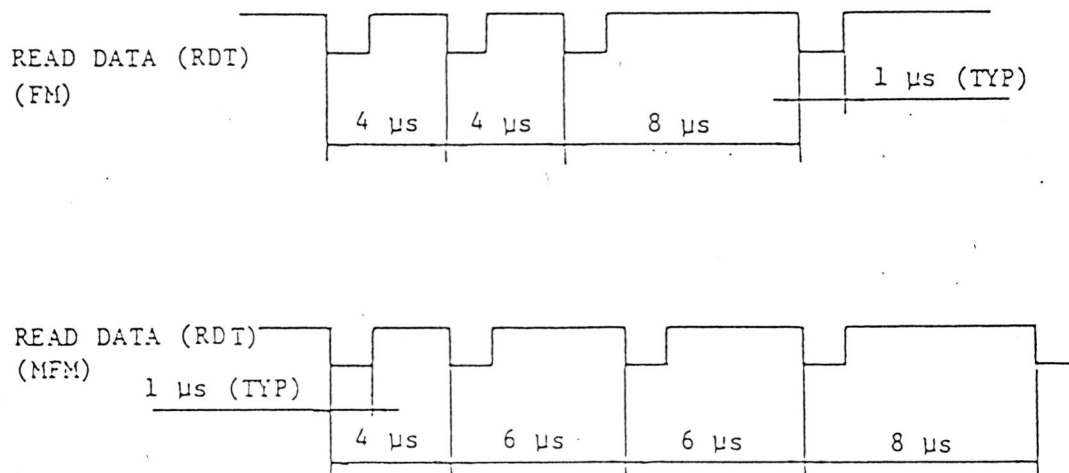 READ DATA (RDT)
(FM)
1 µs (TYP)
4 µs 4 µs 8 µs
READ DATA (RDT)
(MFM)
1 µs (TYP)
4 µs 6 µs 6 µs 8 µs